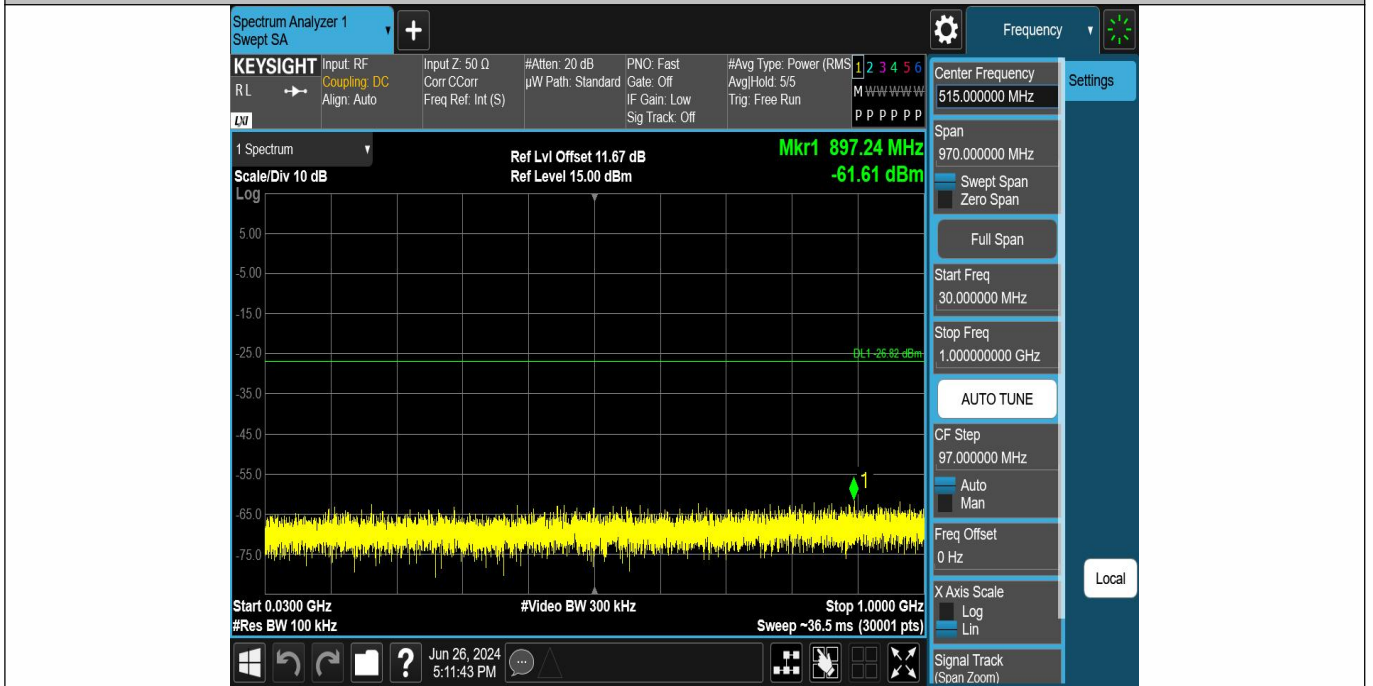 Spectrum Analyzer 1
Swept SA
+
Frequency
KEYSIGHT
RL
LXI
Input: RF
Coupling: DC
Align: Auto
Input Z: 50 Ω
Corr CCorr
Freq Ref: Int (S)
#Atten: 20 dB
µW Path: Standard
PNO: Fast
Gate: Off
IF Gain: Low
Sig Track: Off
#Avg Type: Power (RMS
Avg|Hold: 5/5
Trig: Free Run
1 2 3 4 5 6
M W W W W W
P P P P P P
1 Spectrum
Scale/Div 10 dB
Log
Ref Lvl Offset 11.67 dB
Ref Level 15.00 dBm
Mkr1 897.24 MHz
-61.61 dBm
5.00
-5.00
-15.0
-25.0
DL1 -26.82 dBm
-35.0
-45.0
-55.0
1
-65.0
-75.0
Start 0.0300 GHz
#Res BW 100 kHz
#Video BW 300 kHz
Stop 1.0000 GHz
Sweep ~36.5 ms (30001 pts)
?
Jun 26, 2024
5:11:43 PM
Center Frequency
515.000000 MHz
Span
970.000000 MHz
Swept Span
Zero Span
Full Span
Start Freq
30.000000 MHz
Stop Freq
1.000000000 GHz
AUTO TUNE
CF Step
97.000000 MHz
Auto
Man
Freq Offset
0 Hz
X Axis Scale
Log
Lin
Signal Track
(Span Zoom)
Settings
Local